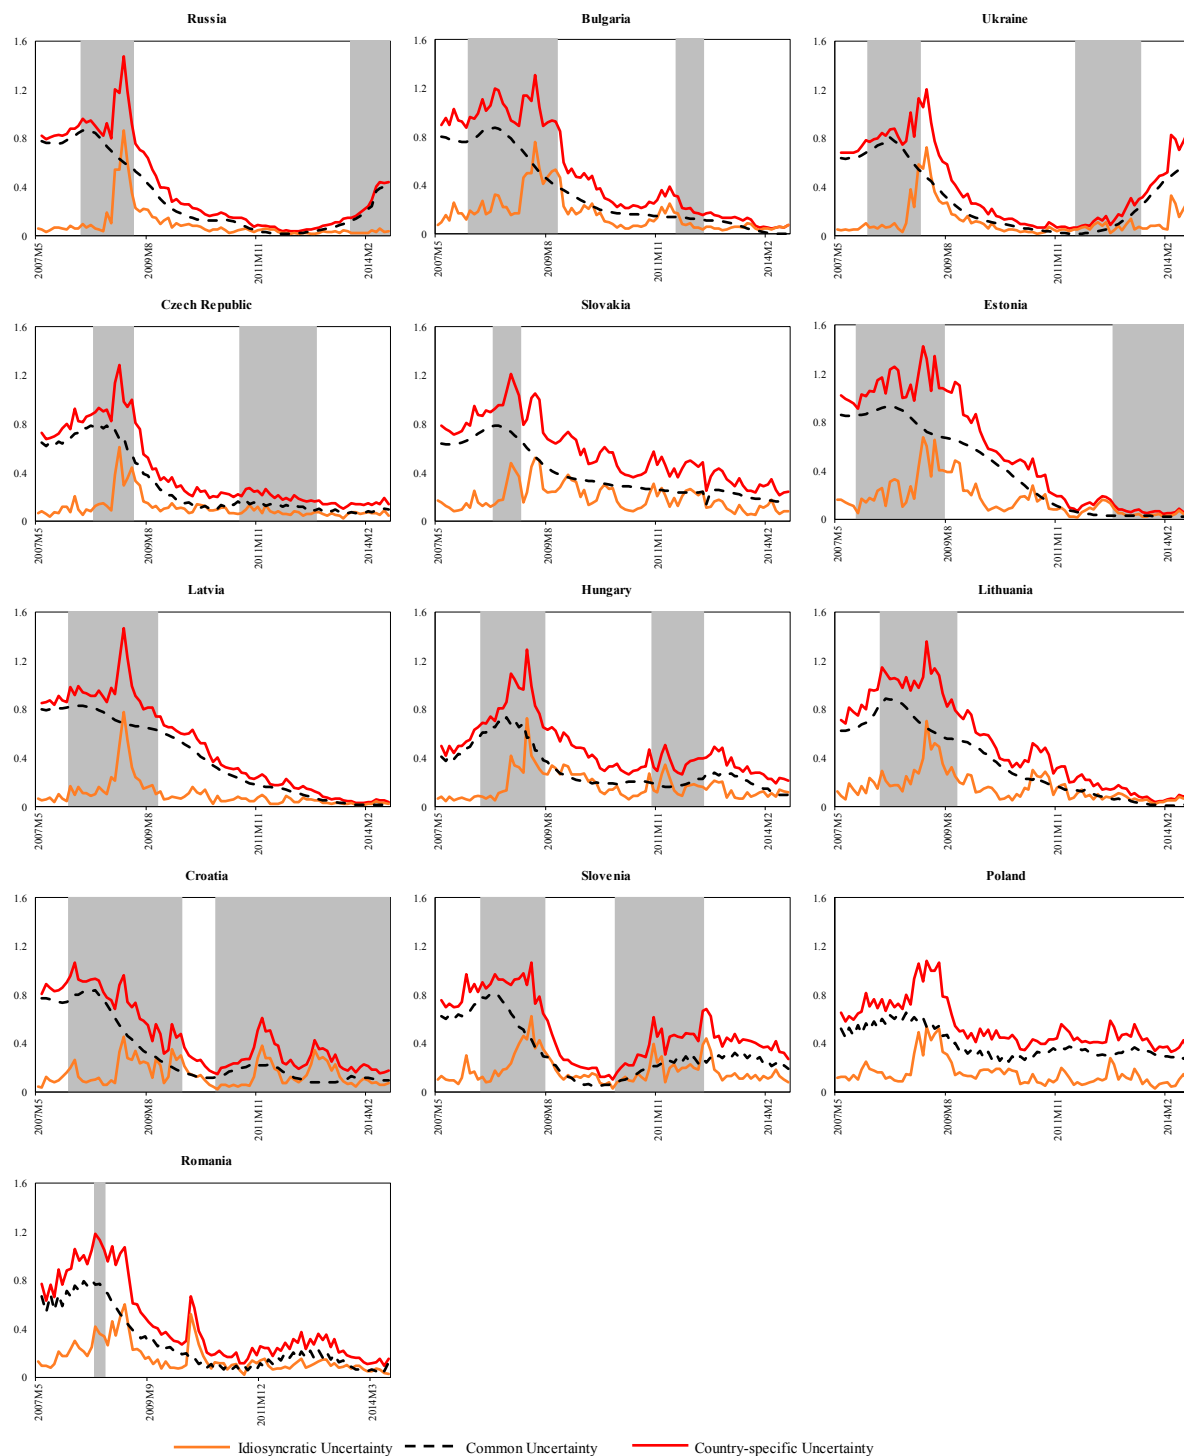 Russia
Bulgaria
Ukraine
1.6
1.2
0.8
0.4
0
2007M5
2009M8
2011M11
2014M2
1.6
1.2
0.8
0.4
0
2007M5
2009M8
2011M11
2014M2
1.6
1.2
0.8
0.4
0
2007M5
2009M8
2011M11
2014M2
Czech Republic
Slovakia
Estonia
1.6
1.2
0.8
0.4
0
2007M5
2009M8
2011M11
2014M2
1.6
1.2
0.8
0.4
0
2007M5
2009M8
2011M11
2014M2
1.6
1.2
0.8
0.4
0
2007M5
2009M8
2011M11
2014M2
Latvia
Hungary
Lithuania
1.6
1.2
0.8
0.4
0
2007M5
2009M8
2011M11
2014M2
1.6
1.2
0.8
0.4
0
2007M5
2009M8
2011M11
2014M2
1.6
1.2
0.8
0.4
0
2007M5
2009M8
2011M11
2014M2
Croatia
Slovenia
Poland
1.6
1.2
0.8
0.4
0
2007M5
2009M8
2011M11
2014M2
1.6
1.2
0.8
0.4
0
2007M5
2009M8
2011M11
2014M2
1.6
1.2
0.8
0.4
0
2007M5
2009M8
2011M11
2014M2
Romania
1.6
1.2
0.8
0.4
0
2007M5
2009M9
2011M12
2014M3
Idiosyncratic Uncertainty
Common Uncertainty
Country-specific Uncertainty